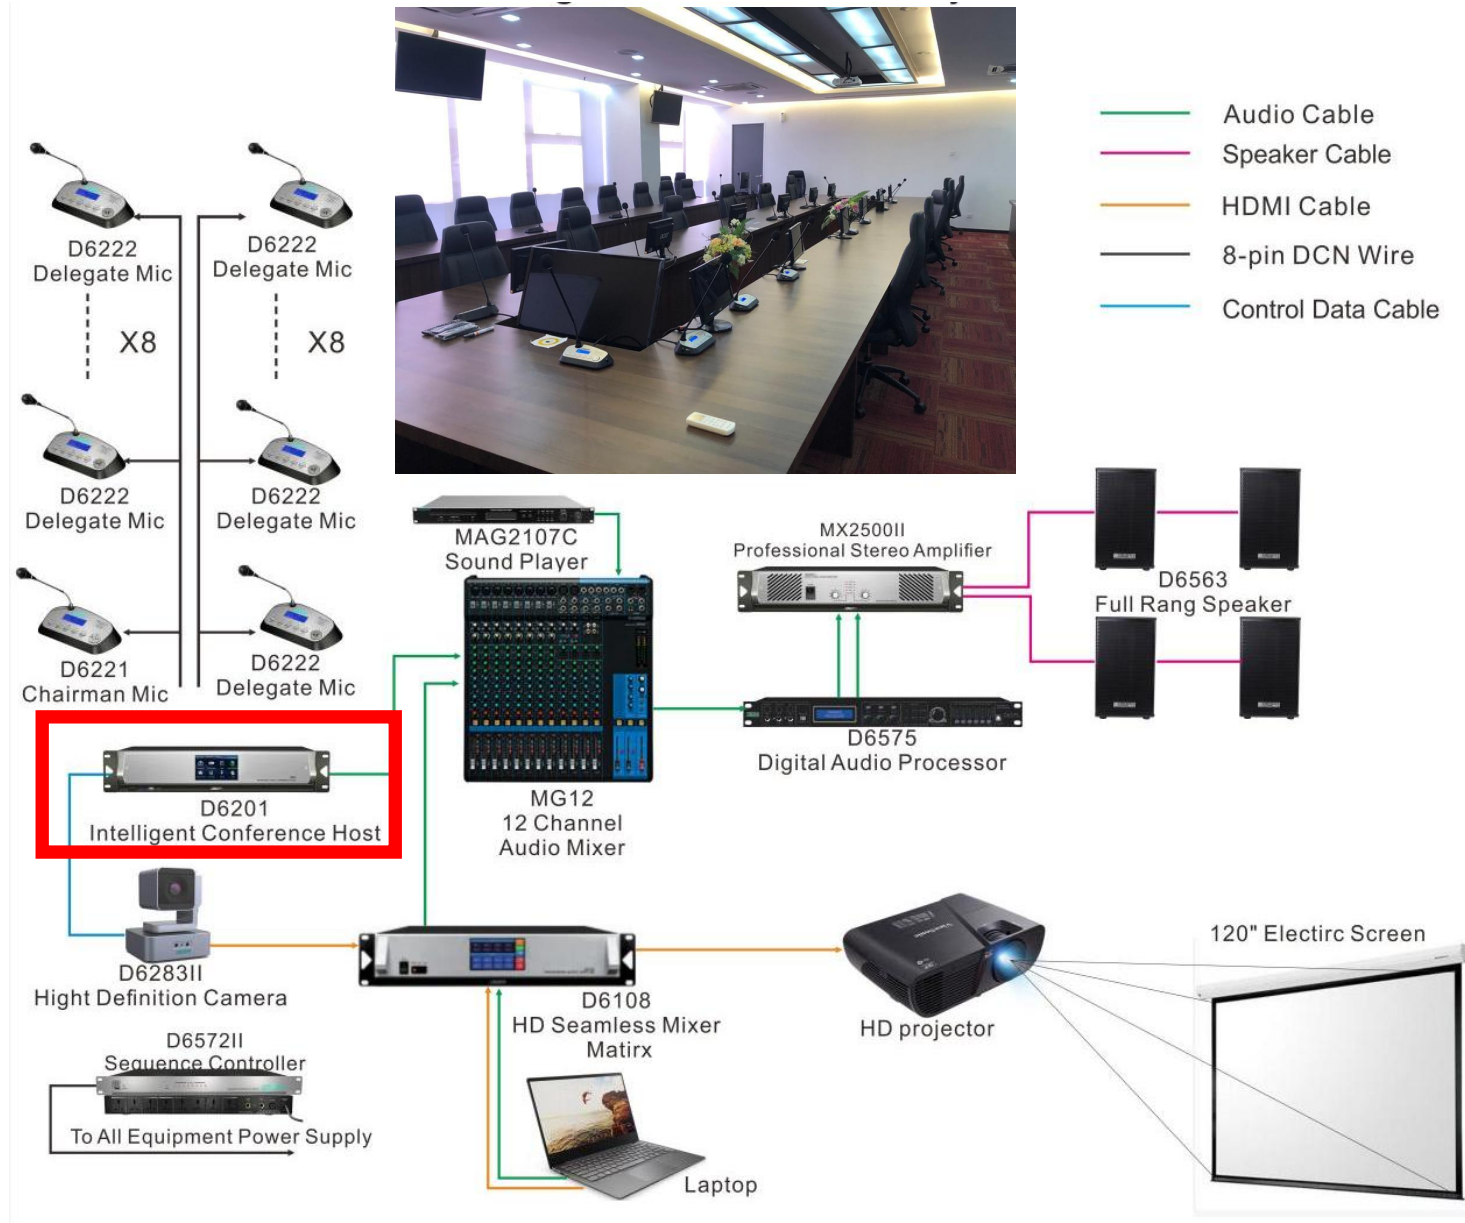 Audio Cable
Speaker Cable
HDMI Cable
8-pin DCN Wire
Control Data Cable
D6222
Delegate Mic
D6222
Delegate Mic
X8
X8
D6222
Delegate Mic
D6222
Delegate Mic
D6221
Chairman Mic
D6222
Delegate Mic
MAG2107C
Sound Player
MX2500II
Professional Stereo Amplifier
D6563
Full Rang Speaker
D6201
Intelligent Conference Host
MG12
12 Channel
Audio Mixer
D6575
Digital Audio Processor
D6283II
Hight Definition Camera
D6108
HD Seamless Mixer
Matirx
HD projector
120" Electirc Screen
D6572II
Sequence Controller
To All Equipment Power Supply
Laptop